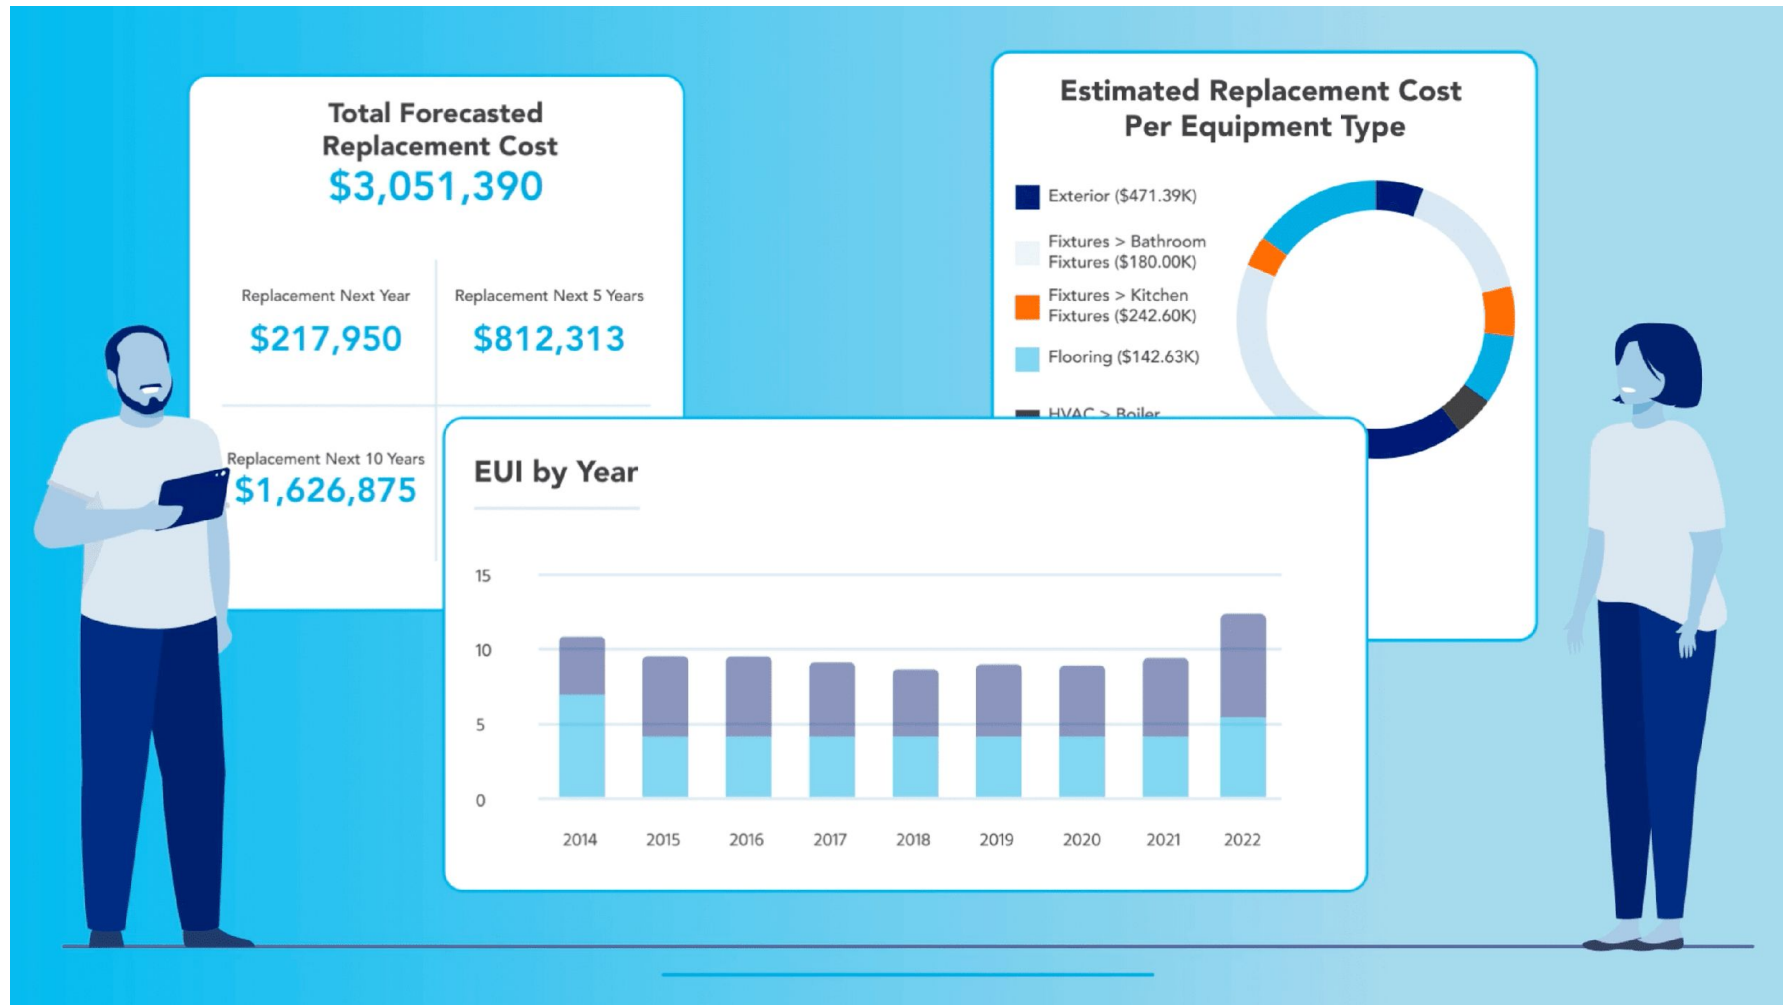 Total Forecasted
Replacement Cost
$3,051,390
Replacement Next Year
$217,950
Replacement Next 5 Years
$812,313
Replacement Next 10 Years
$1,626,875
Estimated Replacement Cost
Per Equipment Type
Exterior ($471.39K)
Fixtures > Bathroom
Fixtures ($180.00K)
Fixtures > Kitchen
Fixtures ($242.60K)
Flooring ($142.63K)
HVAC > Boiler
EUI by Year
15
10
5
0
2014 2015 2016 2017 2018 2019 2020 2021 2022